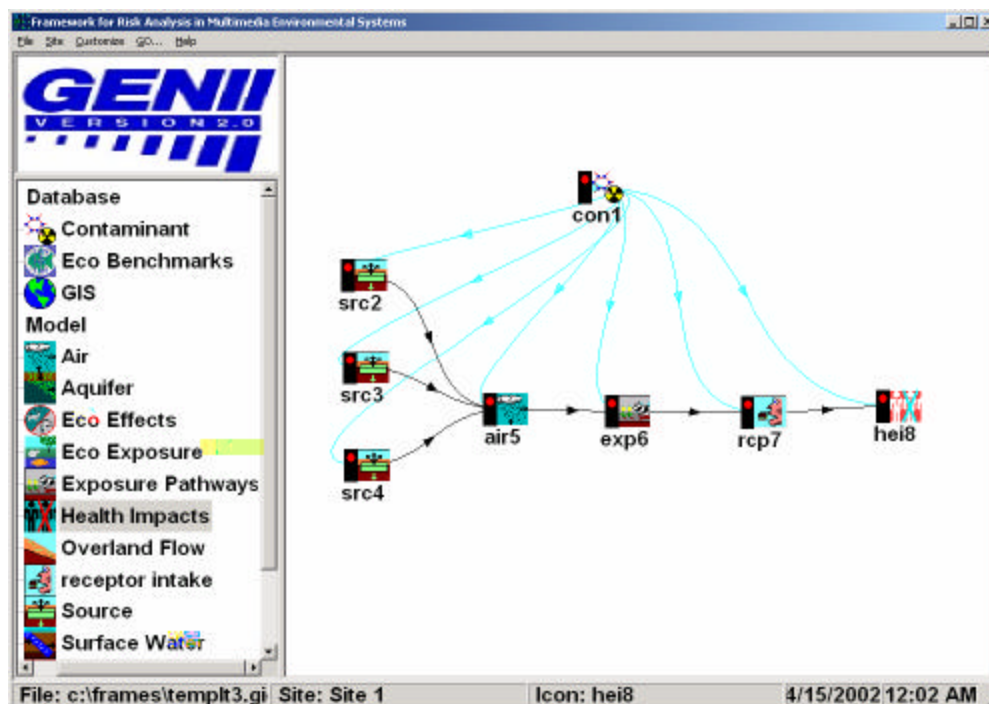 Framework for Risk Analysis in Multimedia Environmental Systems
File Site Customize GO... Help
GENII
VERSION 2.0
Database
Contaminant
Eco Benchmarks
GIS
Model
Air
Aquifer
Eco Effects
Eco Exposure
Exposure Pathways
Health Impacts
Overland Flow
receptor intake
Source
Surface Water
con1
src2
src3
src4
air5
exp6
rcp7
hei8
File: c:\frames\templt3.gi Site: Site 1 Icon: hei8 4/15/2002 12:02 AM